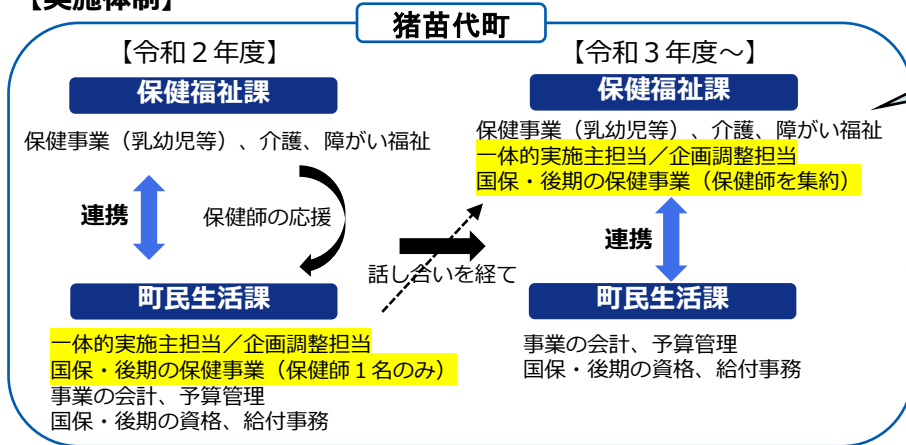 【実施体制】
猪苗代町
【令和２年度】
保健福祉課
保健事業（乳幼児等）、介護、障がい福祉
連携
保健師の応援
町民生活課
一体的実施主担当／企画調整担当
国保・後期の保健事業（保健師１名のみ）
事業の会計、予算管理
国保・後期の資格、給付事務
話し合いを経て
【令和３年度～】
保健福祉課
保健事業（乳幼児等）、介護、障がい福祉
一体的実施主担当／企画調整担当
国保・後期の保健事業（保健師を集約）
連携
町民生活課
事業の会計、予算管理
国保・後期の資格、給付事務